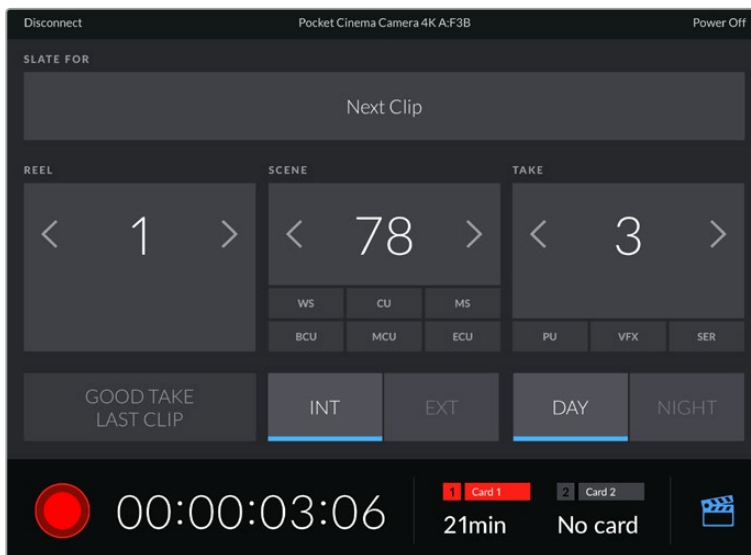 Disconnect Pocket Cinema Camera 4K A:F3B Power Off
SLATE FOR
Next Clip
REEL SCENE TAKE
1 78 3
WS CU MS
BCU MCU ECU PU VFX SER
GOOD TAKE
LAST CLIP
INT EXT DAY NIGHT
00:00:03:06
1 Card 1 2 Card 2
21min No card